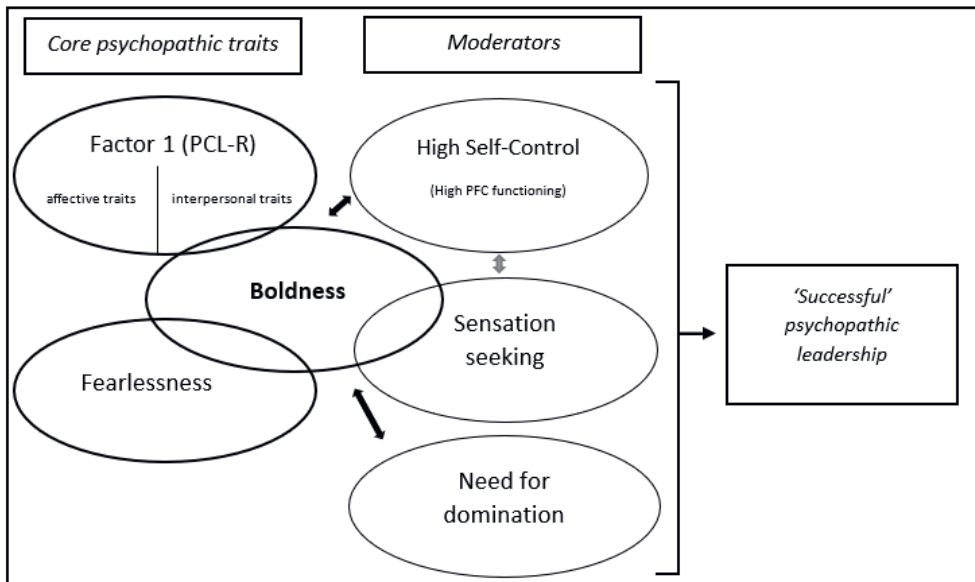 Core psychopathic traits
Moderators
Factor 1 (PCL-R)
affective traits
interpersonal traits
High Self-Control
(High PFC functioning)
Boldness
Sensation
seeking
Fearlessness
Need for
domination
‘Successful’
psychopathic
leadership